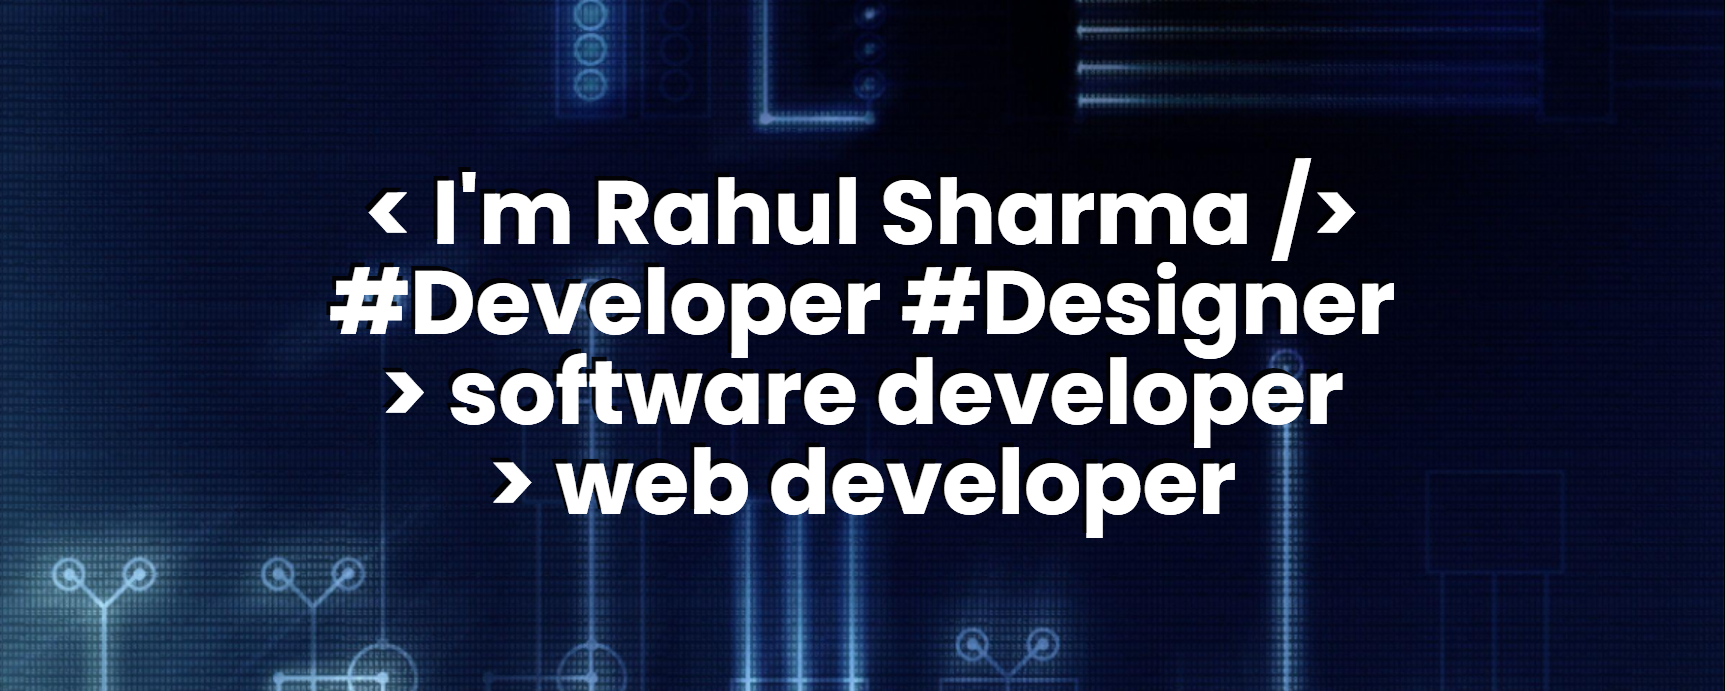 < I'm Rahul Sharma />
#Developer #Designer
> software developer
> web developer